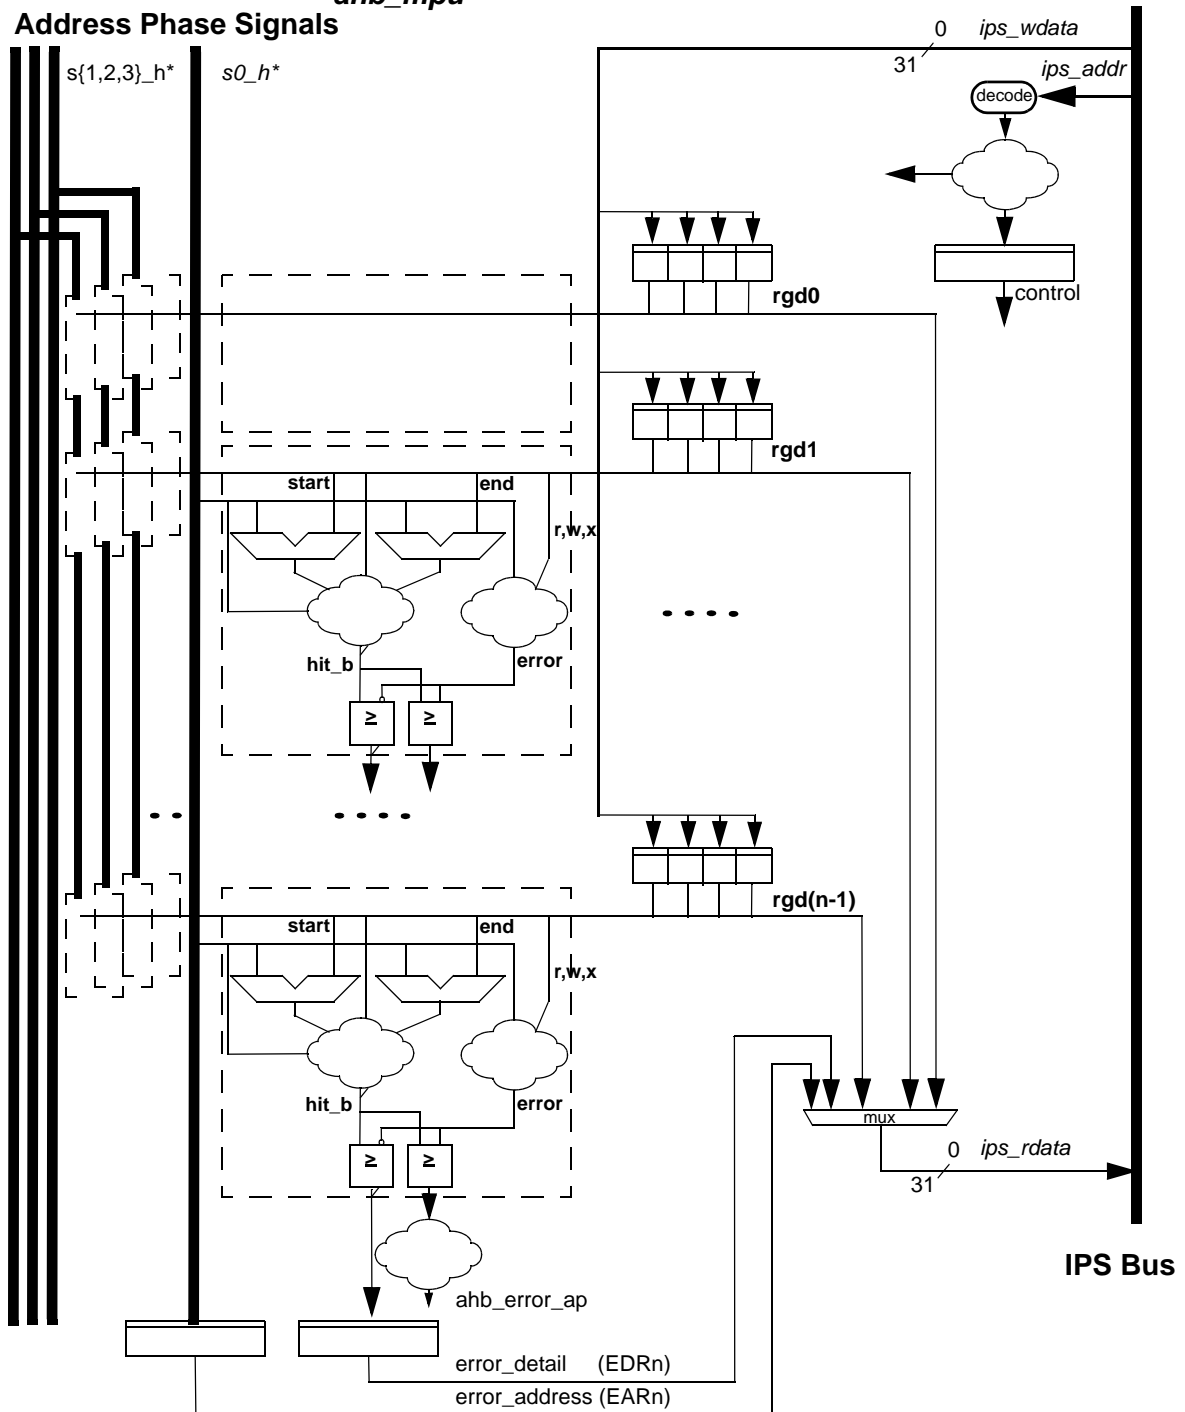 ahb_mpu
Address Phase Signals
s{1,2,3}_h*
s0_h*
0
ips_wdata
31
ips_addr
decode
control
rgd0
rgd1
start
end
r,w,x
hit_b
error
≥
≥
rgd(n-1)
start
end
r,w,x
hit_b
error
≥
≥
mux
0
ips_rdata
31
IPS Bus
ahb_error_ap
error_detail (EDRn)
error_address (EARn)